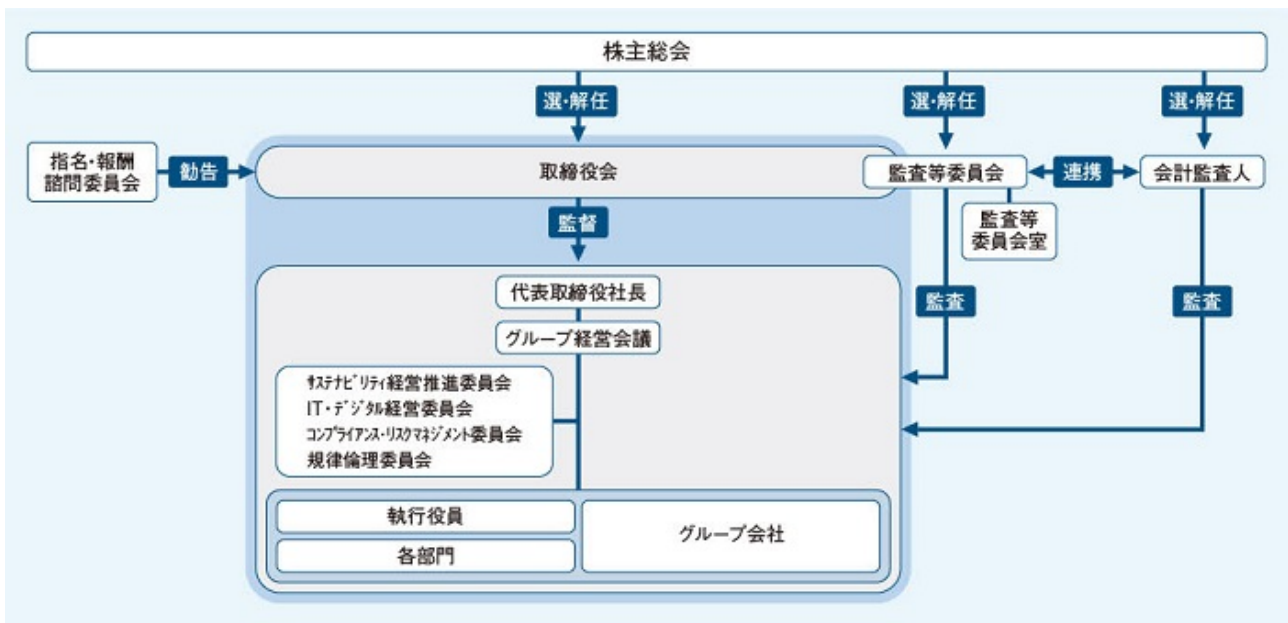 株主総会
選・解任
選・解任
選・解任
指名・報酬
諮問委員会
勧告
取締役会
監査等委員会
連携
会計監査人
監査等
委員会室
監督
代表取締役社長
監査
監査
グループ経営会議
ｻｽﾃﾅﾋﾞﾘﾃｨ経営推進委員会
IT・ﾃﾞｼﾞﾀﾙ経営委員会
ｺﾝﾌﾟﾗｲｱﾝｽ・ﾘｽｸﾏﾈｼﾞﾒﾝﾄ委員会
規律倫理委員会
執行役員
グループ会社
各部門